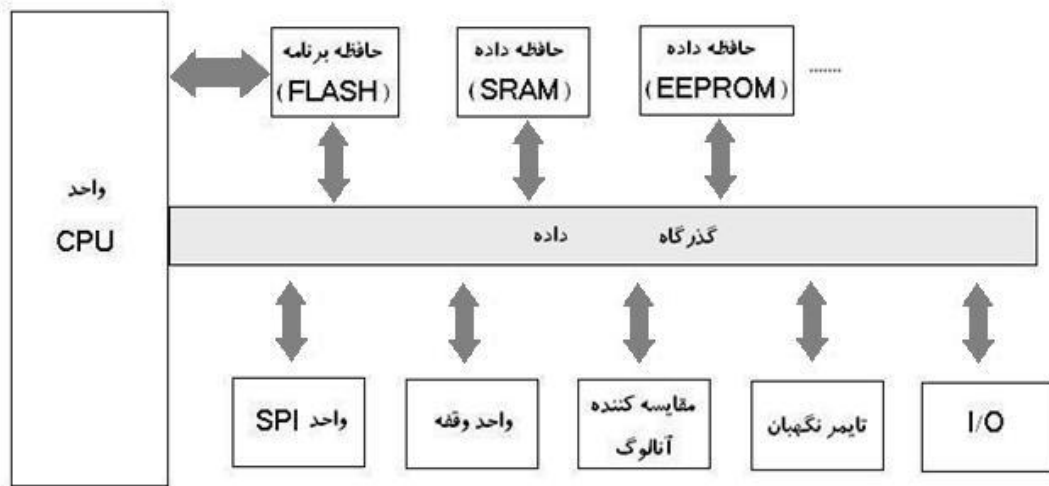 حافظه برنامه
(FLASH)
حافظه داده
(SRAM)
حافظه داده
(EEPROM)
.......
واحد
CPU
گذرگاه داده
واحد SPI
واحد وقفه
مقایسه کننده
آنالوگ
تایمر نگهبان
I/O